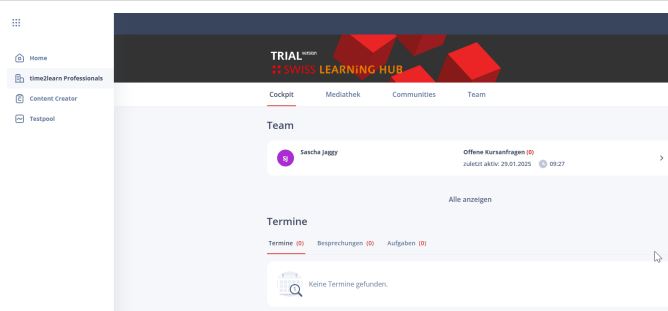 TRIAL version
SWISS LEARNING HUB
Home
time2learn Professionals
Content Creator
Testpool
Cockpit Mediathek Communities Team
Team
SJ Sascha Jaggy Offene Kursanfragen (0)
zuletzt aktiv: 29.01.2025 09:27
Alle anzeigen
Termine
Termine (0) Besprechungen (0) Aufgaben (0)
Keine Termine gefunden.